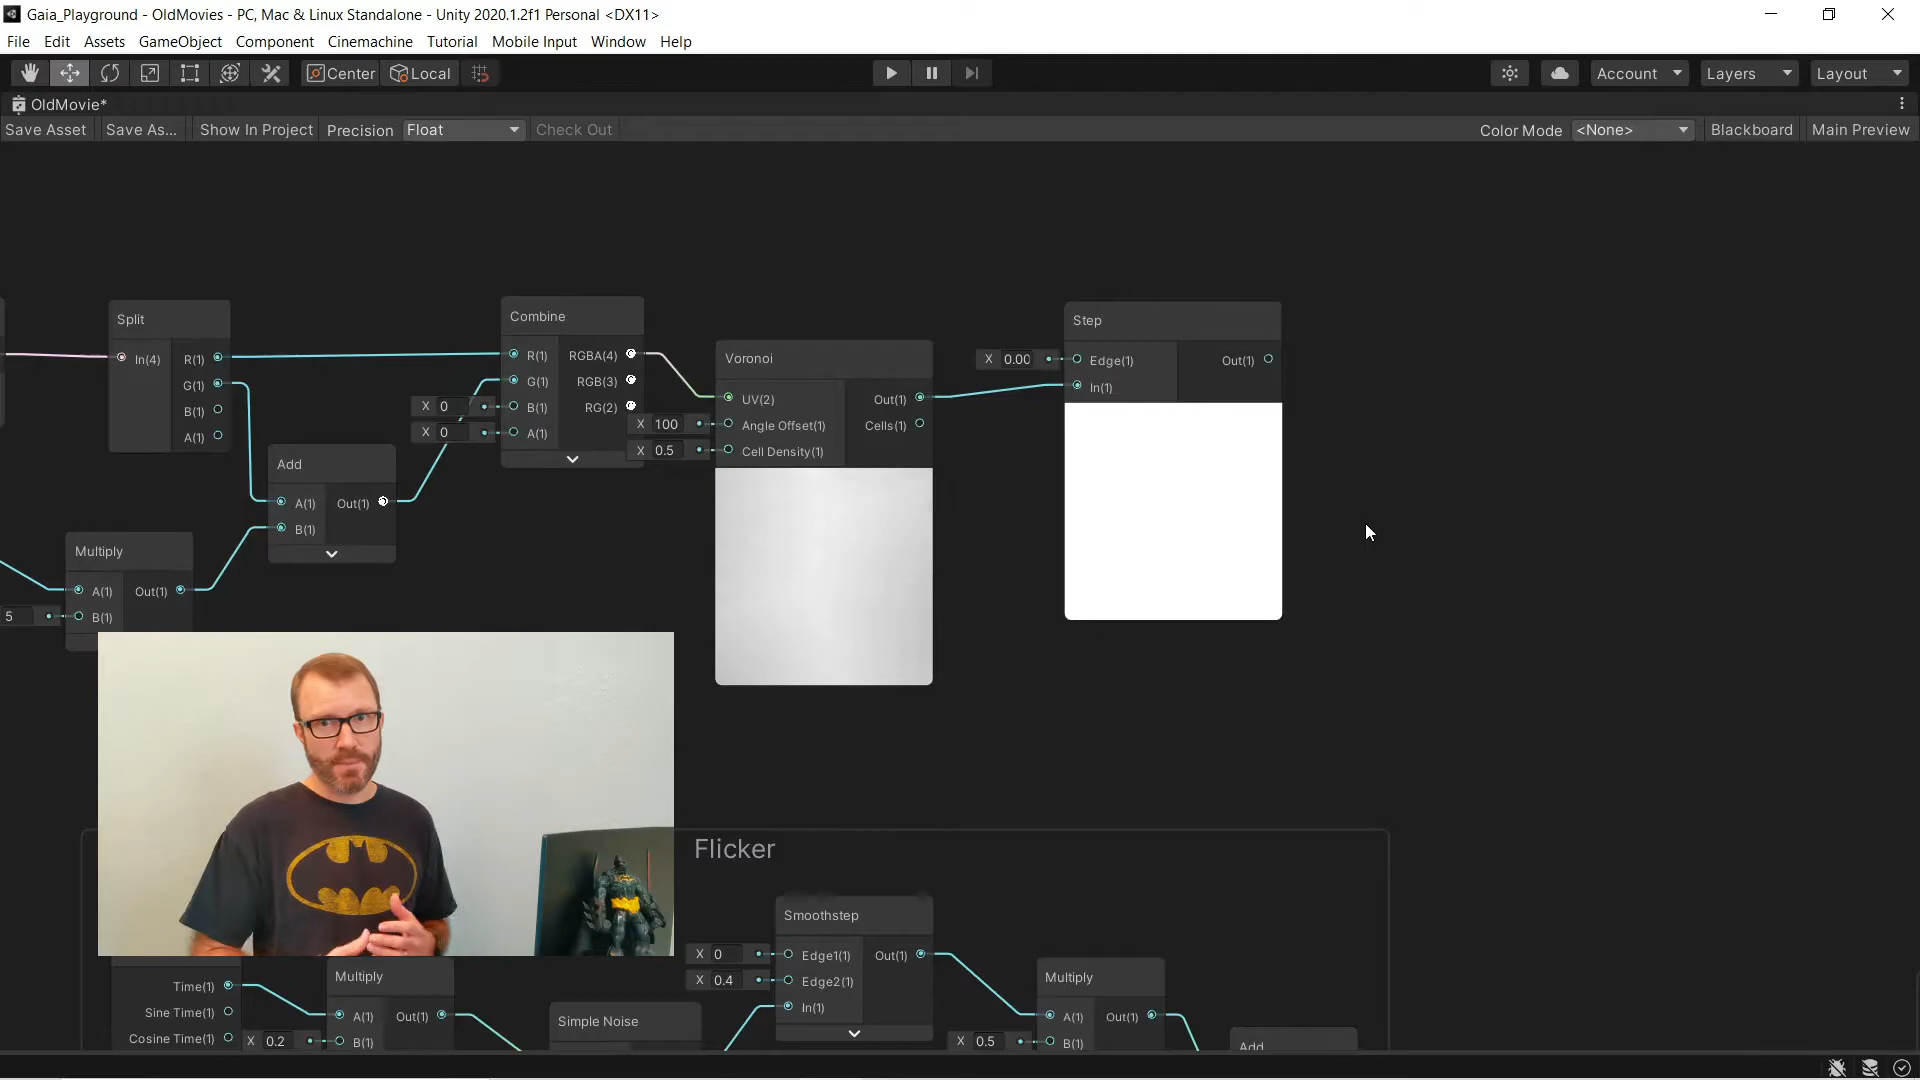 Gaia_Playground - OldMovies - PC, Mac & Linux Standalone - Unity 2020.1.2f1 Personal <DX11>
File Edit Assets GameObject Component Cinemachine Tutorial Mobile Input Window Help
Center Local Account Layers Layout
OldMovie*
Save Asset Save As... Show In Project Precision Float Check Out Color Mode <None> Blackboard Main Preview
Split
In(4) R(1)
G(1)
B(1)
A(1)
Add
A(1) Out(1)
B(1)
Multiply
A(1) Out(1)
5 B(1)
Combine
R(1) RGBA(4)
G(1) RGB(3)
X 0 B(1) RG(2)
X 0 A(1)
Voronoi
UV(2) Out(1)
X 100 Angle Offset(1) Cells(1)
X 0.5 Cell Density(1)
Step
X 0.00 Edge(1) Out(1)
In(1)
Flicker
Time(1)
Sine Time(1)
Cosine Time(1)
Multiply
A(1) Out(1)
X 0.2 B(1)
Simple Noise
Smoothstep
X 0 Edge1(1) Out(1)
X 0.4 Edge2(1)
In(1)
Multiply
A(1) Out(1)
X 0.5 B(1)
Add